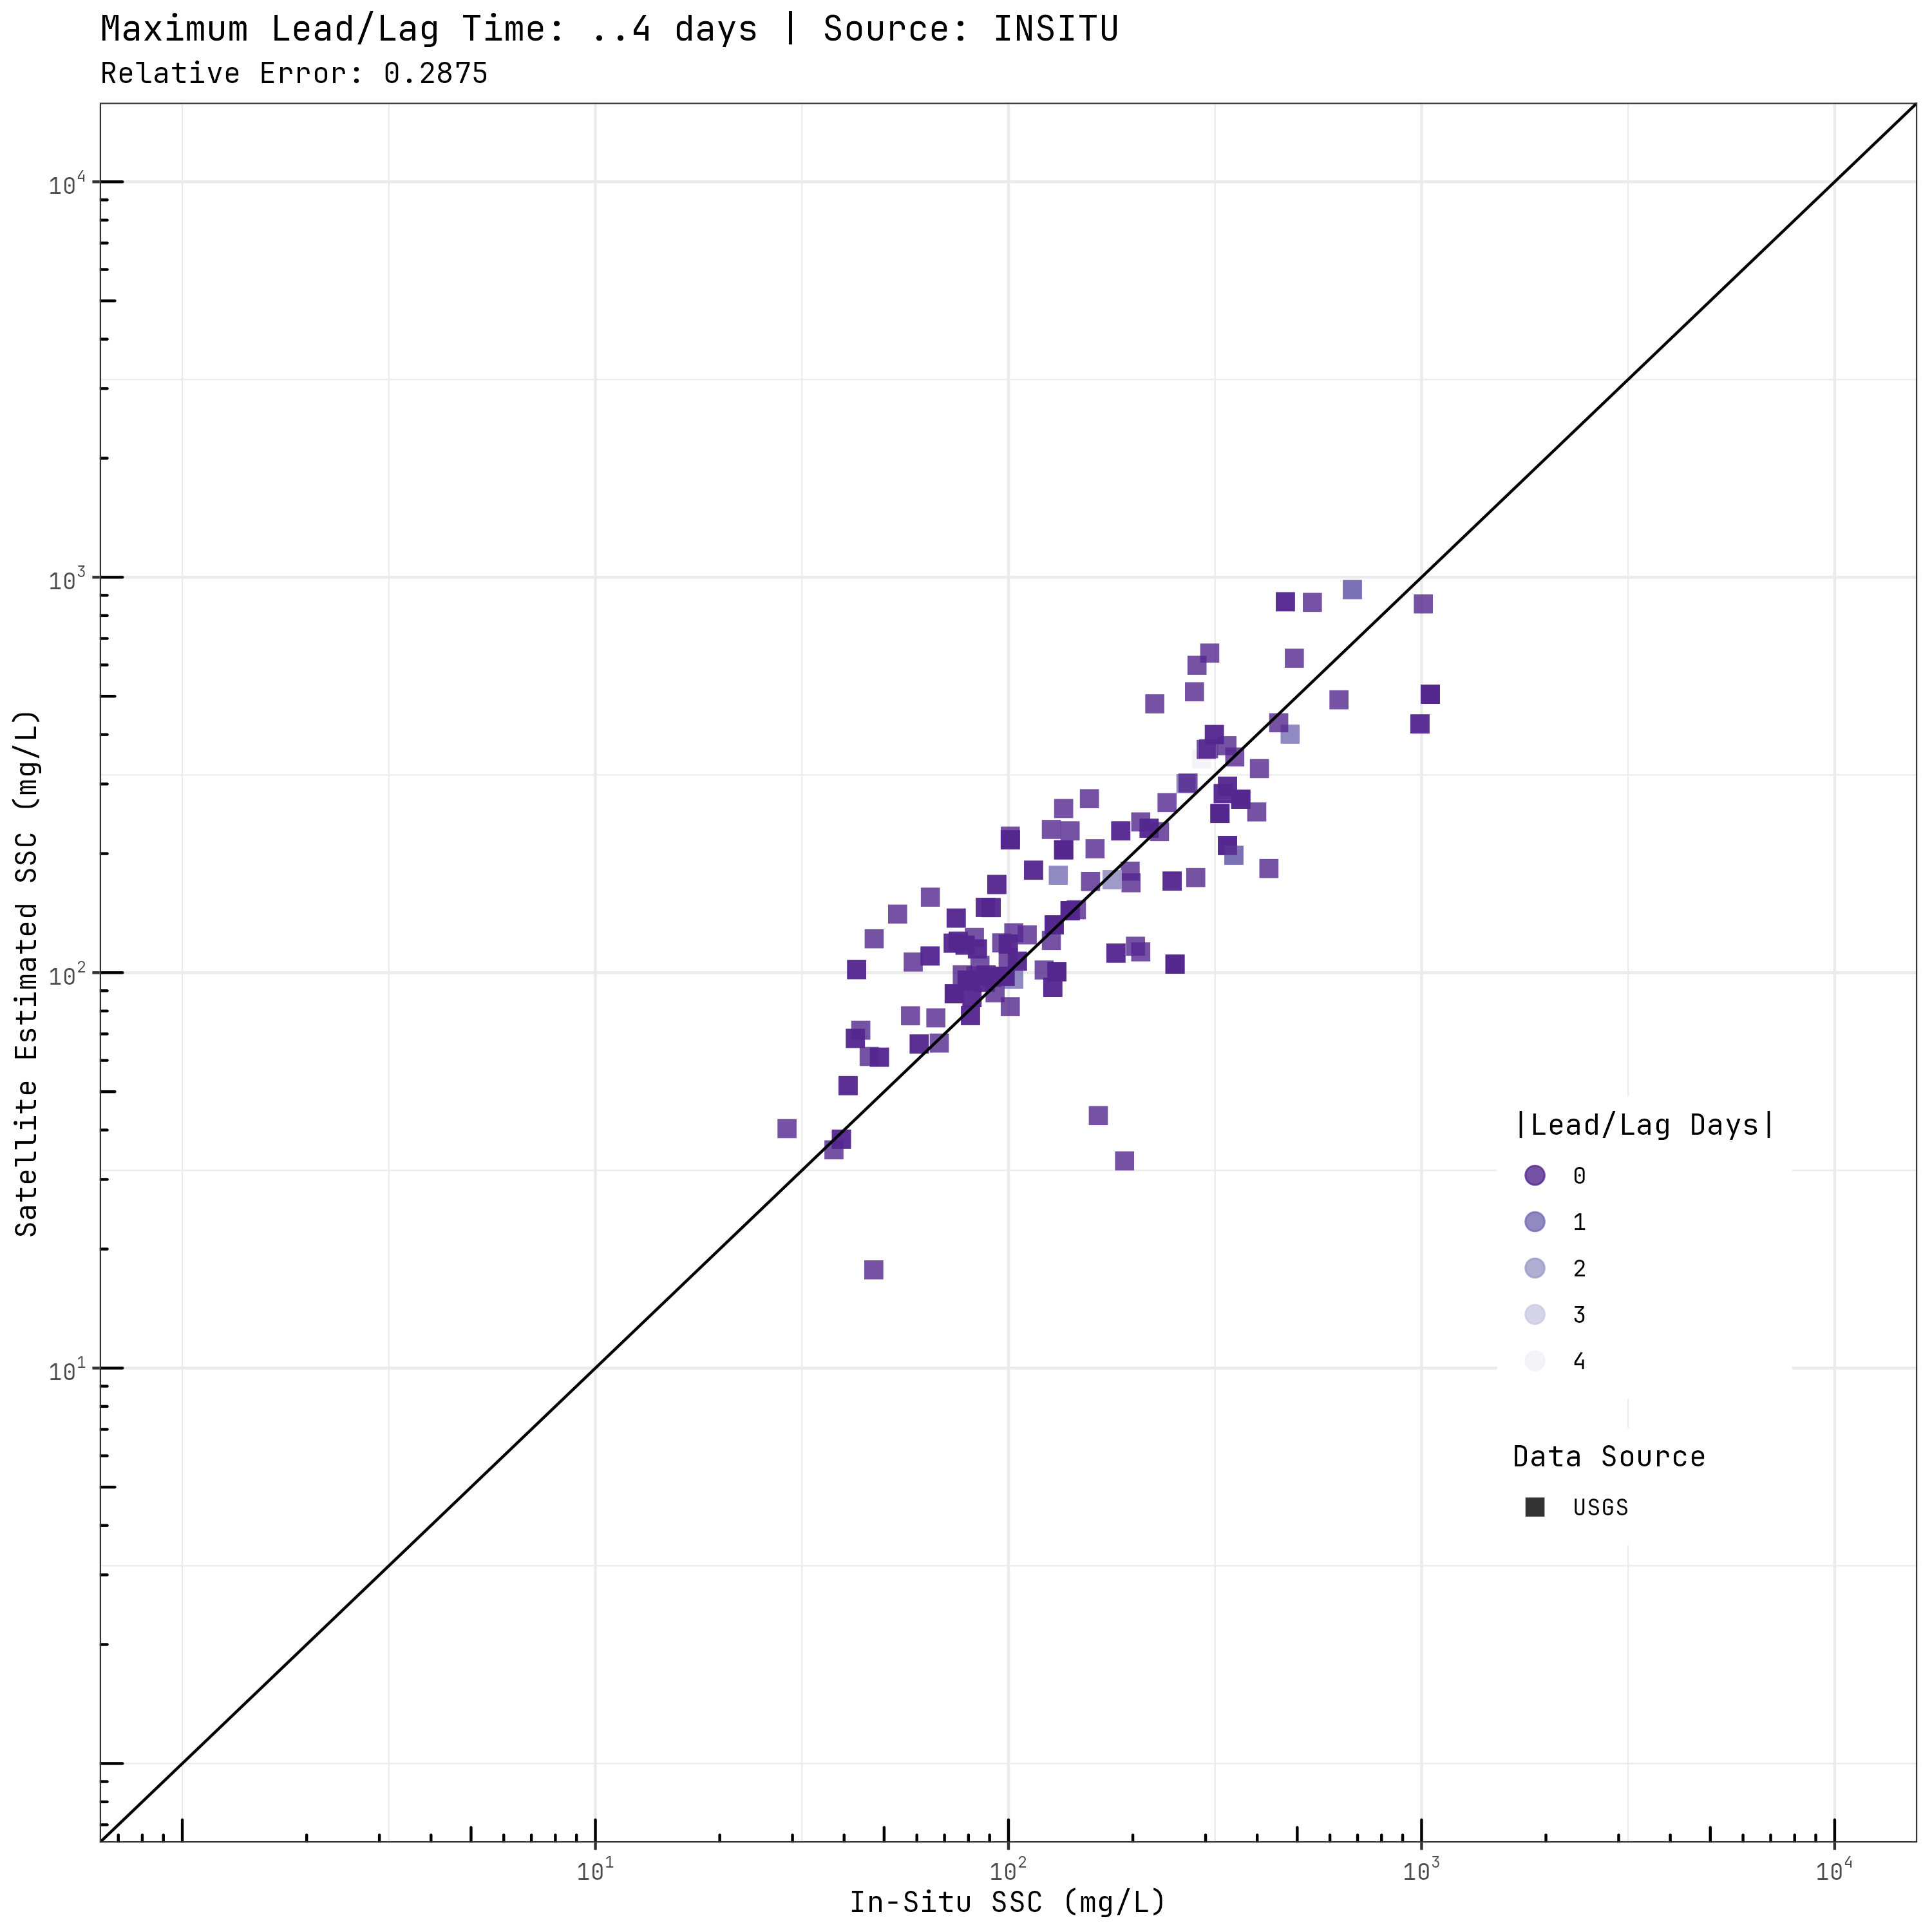 Maximum Lead/Lag Time: ..4 days | Source: INSITU
Relative Error: 0.2875
10⁴
10³
10²
10¹
Satellite Estimated SSC (mg/L)
|Lead/Lag Days|
0
1
2
3
4
Data Source
USGS
10¹ 10² 10³ 10⁴
In-Situ SSC (mg/L)